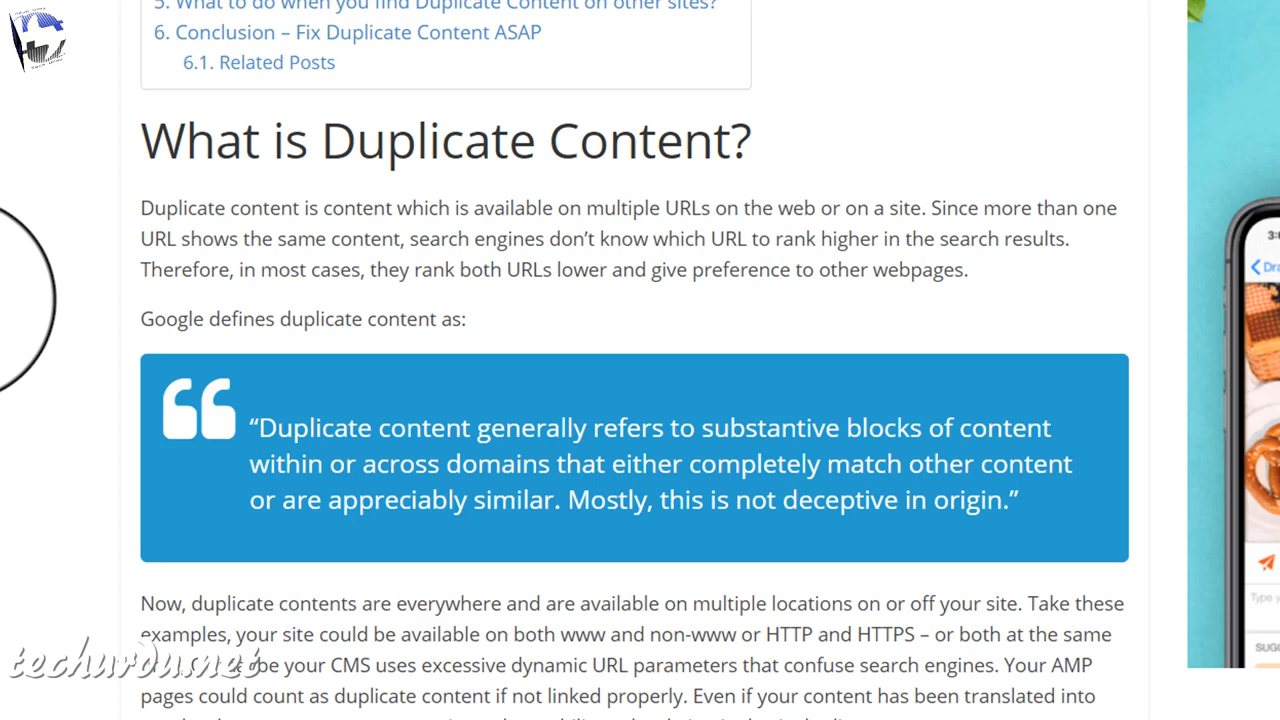 5. What to do when you find Duplicate Content on other sites?
6. Conclusion – Fix Duplicate Content ASAP
6.1. Related Posts
What is Duplicate Content?
Duplicate content is content which is available on multiple URLs on the web or on a site. Since more than one
URL shows the same content, search engines don’t know which URL to rank higher in the search results.
Therefore, in most cases, they rank both URLs lower and give preference to other webpages.
Google defines duplicate content as:
“Duplicate content generally refers to substantive blocks of content
within or across domains that either completely match other content
or are appreciably similar. Mostly, this is not deceptive in origin.”
Now, duplicate contents are everywhere and are available on multiple locations on or off your site. Take these
examples, your site could be available on both www and non-www or HTTP and HTTPS – or both at the same
be your CMS uses excessive dynamic URL parameters that confuse search engines. Your AMP
pages could count as duplicate content if not linked properly. Even if your content has been translated into
techurdu.net
3:0
Dra
Type y
SUGG